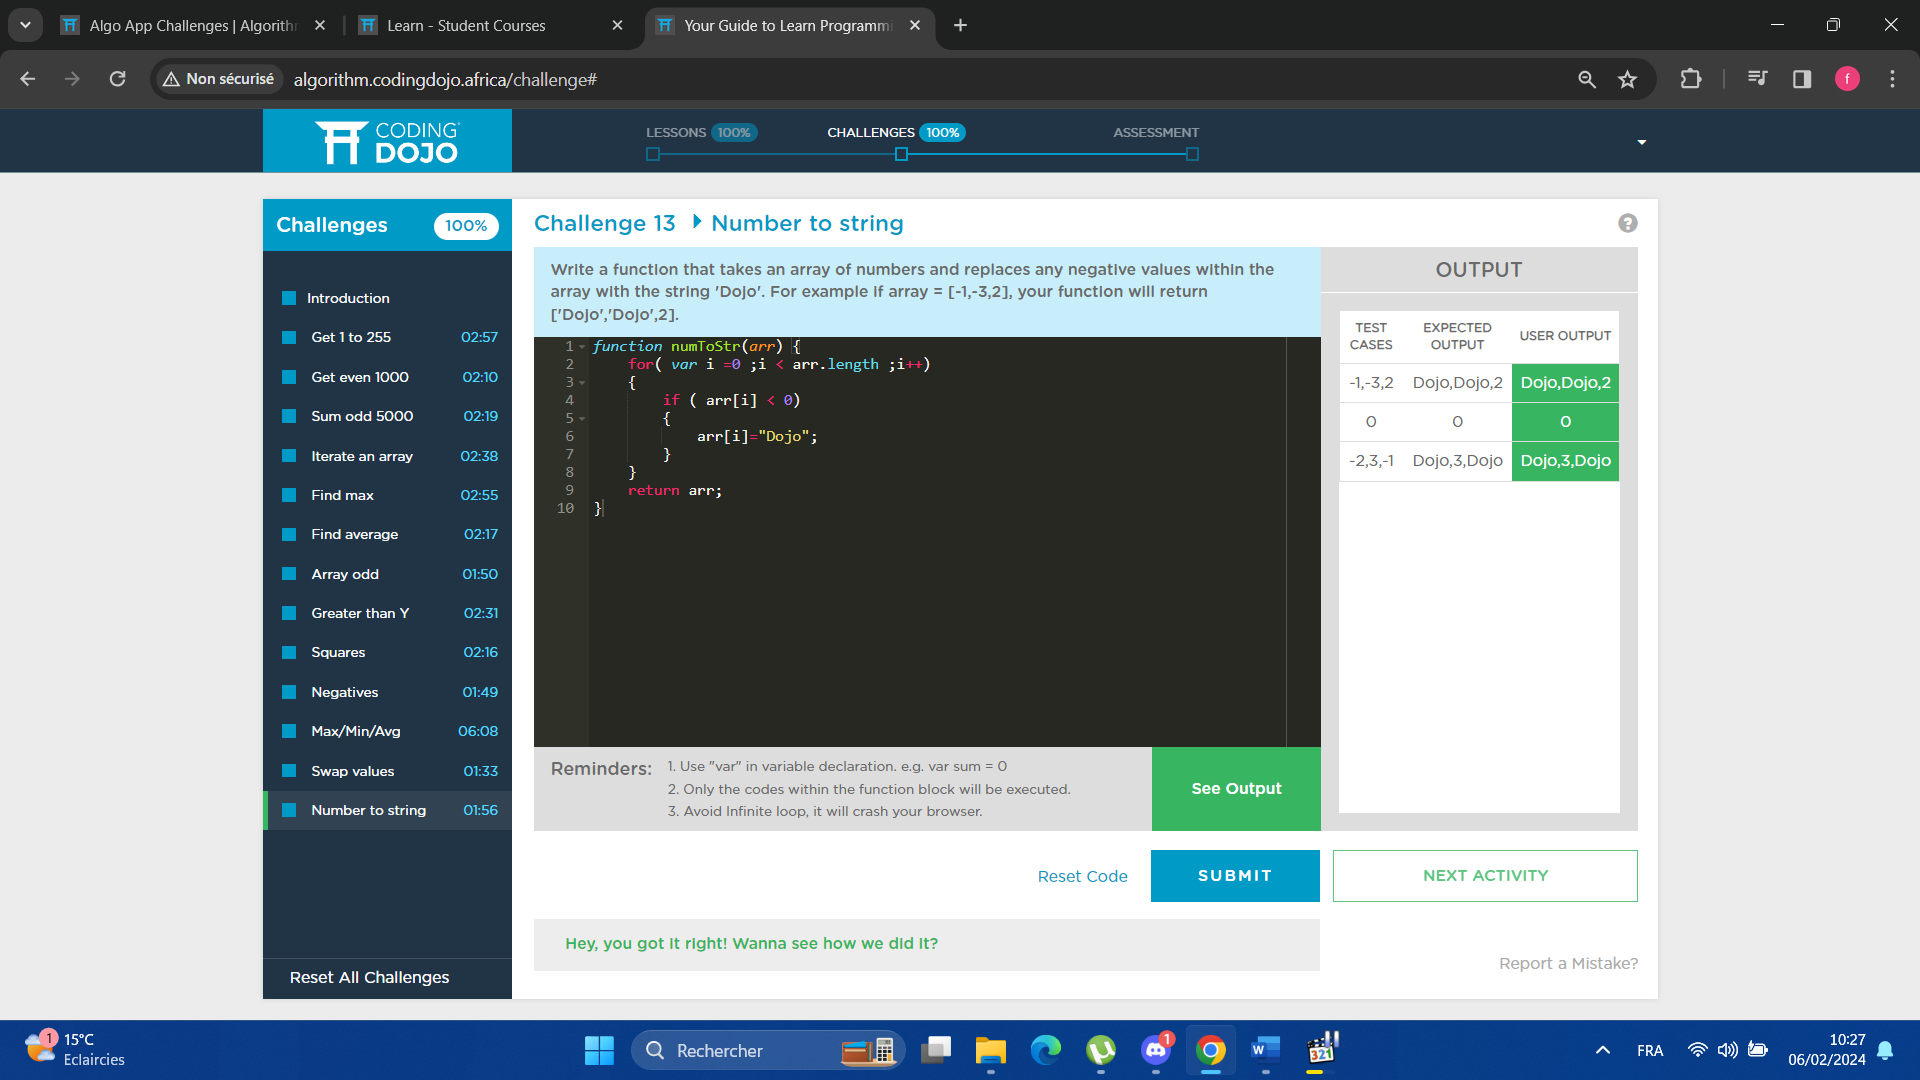 Algo App Challenges | Algorith
Learn - Student Courses
Your Guide to Learn Programmi
Non sécurisé
algorithm.codingdojo.africa/challenge#
f
CODING
DOJO
LESSONS 100%
CHALLENGES 100%
ASSESSMENT
Challenges 100%
Introduction
Get 1 to 255 02:57
Get even 1000 02:10
Sum odd 5000 02:19
Iterate an array 02:38
Find max 02:55
Find average 02:17
Array odd 01:50
Greater than Y 02:31
Squares 02:16
Negatives 01:49
Max/Min/Avg 06:08
Swap values 01:33
Number to string 01:56
Reset All Challenges
Challenge 13 Number to string
?
Write a function that takes an array of numbers and replaces any negative values within the
array with the string 'Dojo'. For example if array = [-1,-3,2], your function will return
['Dojo','Dojo',2].
1 function numToStr(arr) {
2 for( var i =0 ;i < arr.length ;i++)
3 {
4 if ( arr[i] < 0)
5 {
6 arr[i]="Dojo";
7 }
8 }
9 return arr;
10 }
Reminders:
1. Use "var" in variable declaration. e.g. var sum = 0
2. Only the codes within the function block will be executed.
3. Avoid Infinite loop, it will crash your browser.
See Output
OUTPUT
TEST CASES EXPECTED OUTPUT USER OUTPUT
-1,-3,2 Dojo,Dojo,2 Dojo,Dojo,2
0 0 0
-2,3,-1 Dojo,3,Dojo Dojo,3,Dojo
Reset Code
SUBMIT
NEXT ACTIVITY
Hey, you got it right! Wanna see how we did it?
Report a Mistake?
1
15°C
Eclaircies
Rechercher
1
W
321
FRA
10:27
06/02/2024